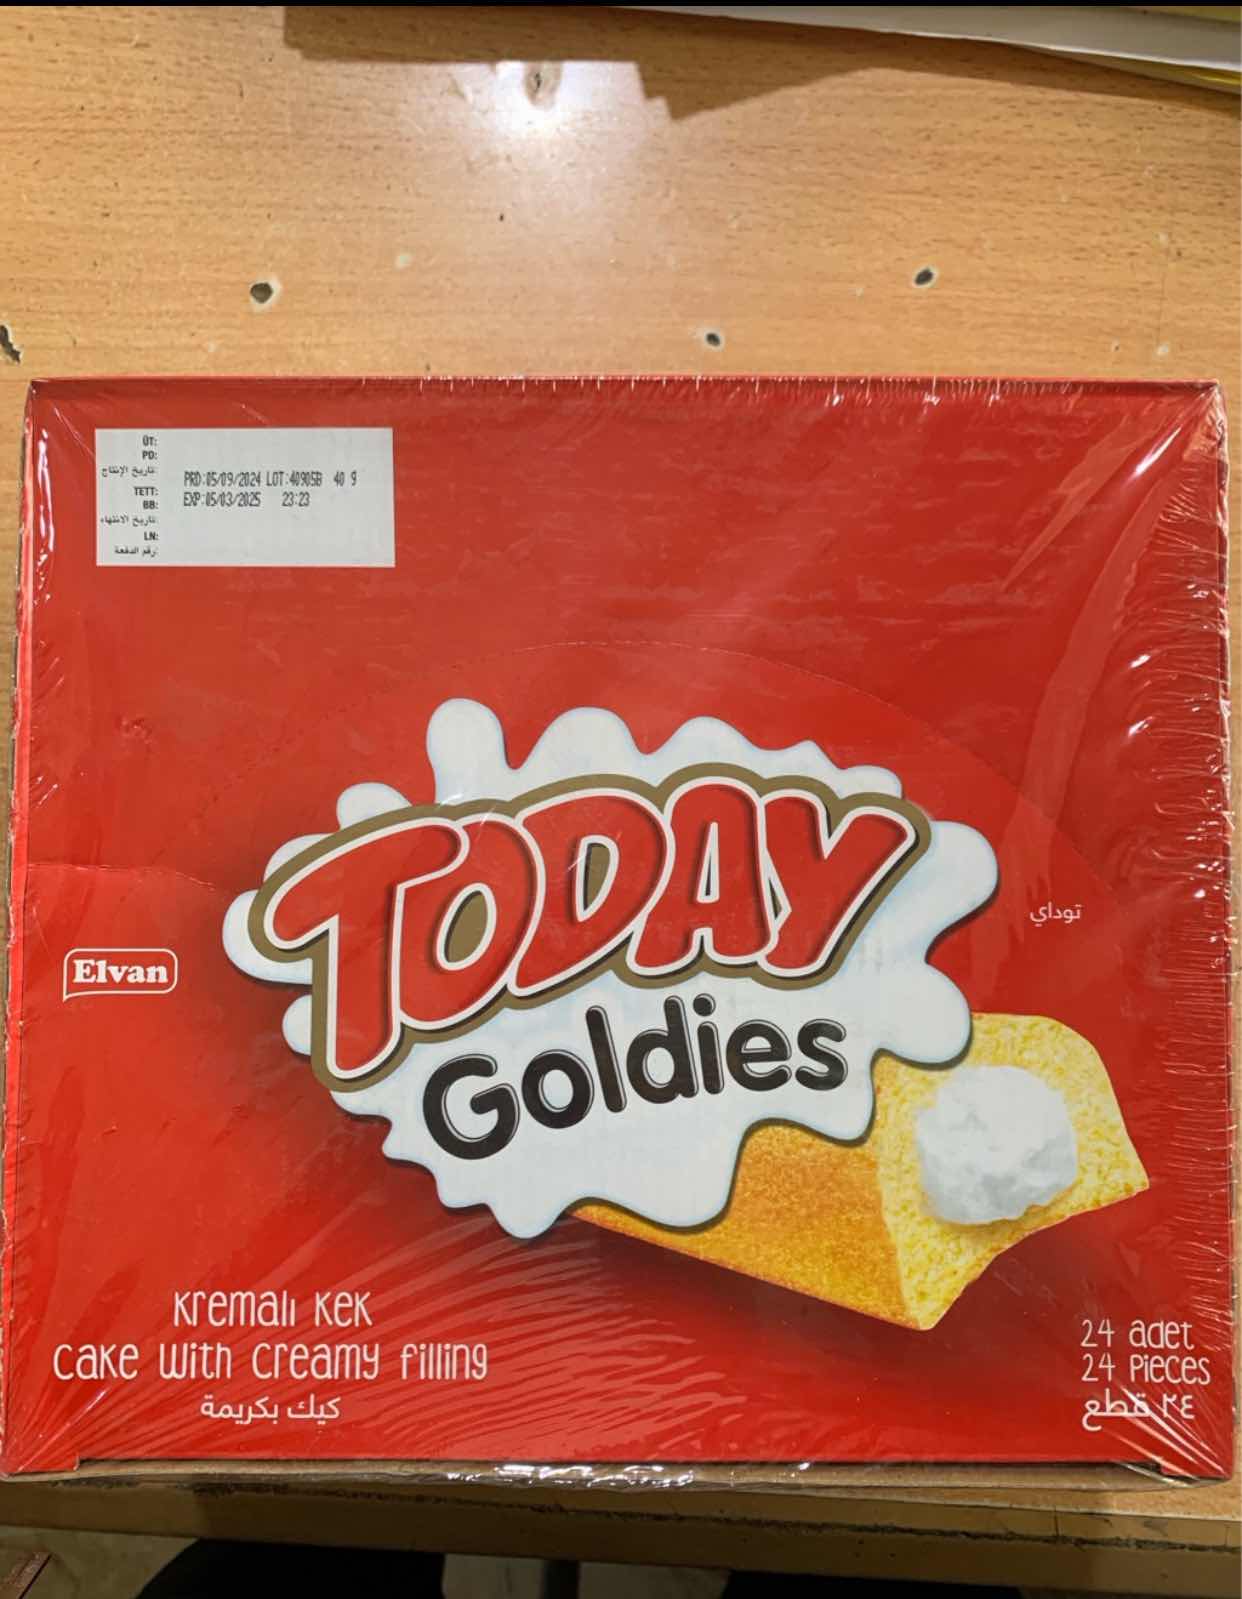 ÜT:
PD:
تاريخ الإنتاج:
TETT:
BB:
تاريخ الانتهاء:
LN:
رقم الدفعة:
PRD:05/09/2024 LOT:40905B 40 g
EXP:05/03/2025 23:23
TODAY
توداي
Elvan
Goldies
Kremalı Kek
Cake with Creamy Filling
كيك بكريمة
24 adet
24 Pieces
٢٤ قطع